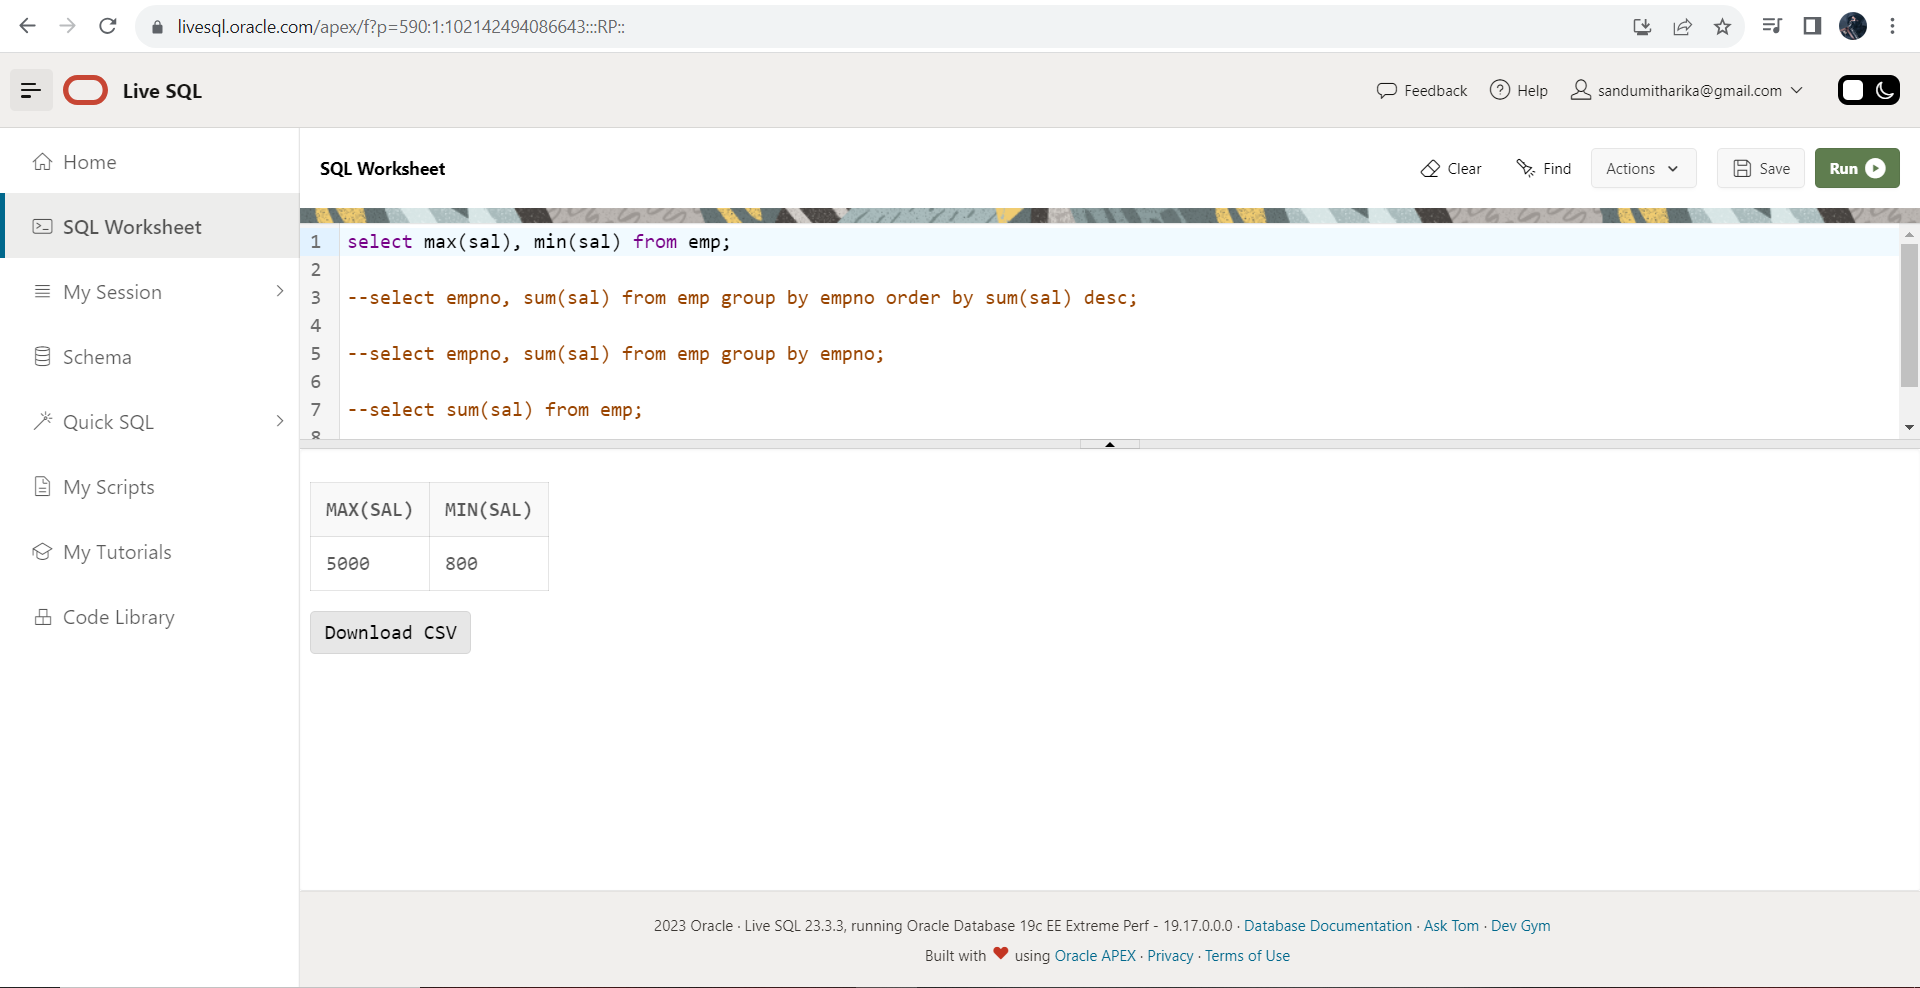 livesql.oracle.com/apex/f?p=590:1:102142494086643:::RP::
Live SQL
Feedback
Help
sandumitharika@gmail.com
Home
SQL Worksheet
My Session
Schema
Quick SQL
My Scripts
My Tutorials
Code Library
SQL Worksheet
Clear
Find
Actions
Save
Run
1 select max(sal), min(sal) from emp;
2
3 --select empno, sum(sal) from emp group by empno order by sum(sal) desc;
4
5 --select empno, sum(sal) from emp group by empno;
6
7 --select sum(sal) from emp;
8
MAX(SAL) MIN(SAL)
5000 800
Download CSV
2023 Oracle · Live SQL 23.3.3, running Oracle Database 19c EE Extreme Perf - 19.17.0.0.0 · Database Documentation · Ask Tom · Dev Gym
Built with ❤ using Oracle APEX · Privacy · Terms of Use